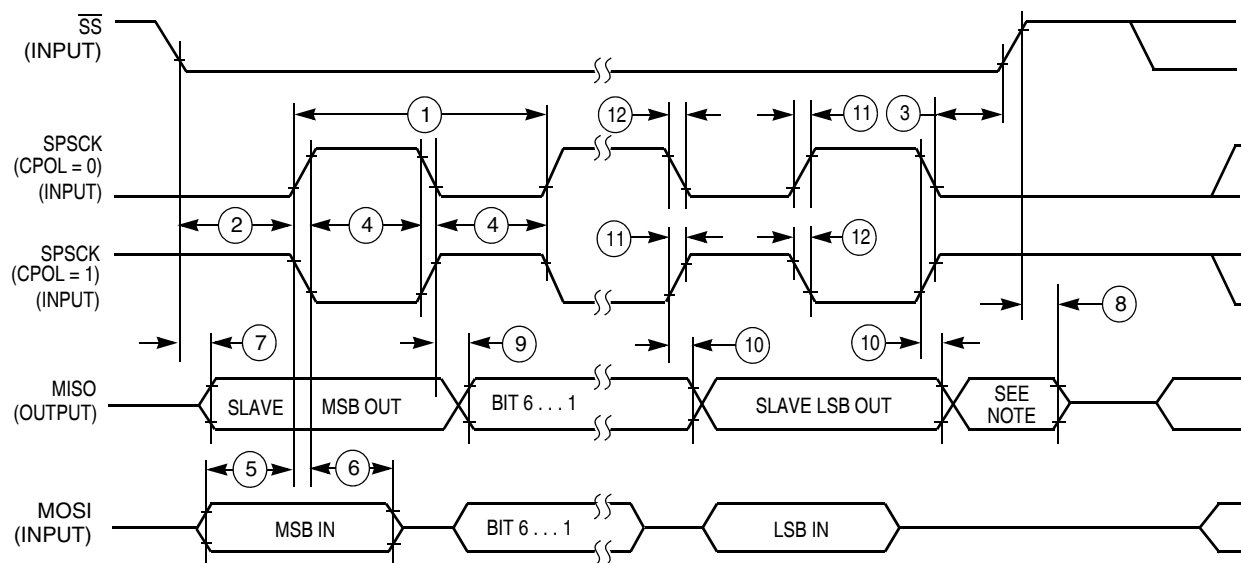 SS
(INPUT)
1
12
11
3
SPSCK
(CPOL = 0)
(INPUT)
2
4
4
11
12
SPSCK
(CPOL = 1)
(INPUT)
8
7
9
10
10
MISO
(OUTPUT)
SLAVE
MSB OUT
BIT 6 . . . 1
SLAVE LSB OUT
SEE
NOTE
5
6
MOSI
(INPUT)
MSB IN
BIT 6 . . . 1
LSB IN